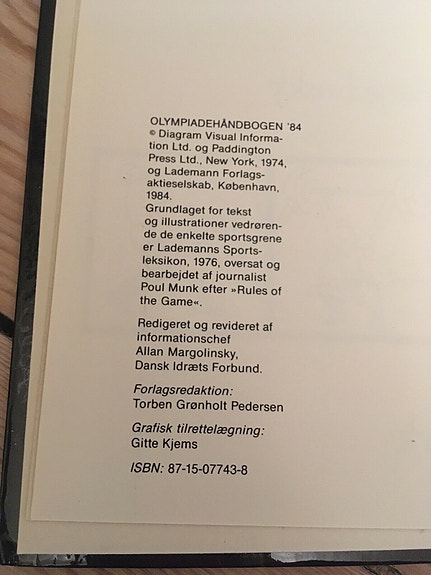 OLYMPIADEHÅNDBOGEN '84
© Diagram Visual Informa-
tion Ltd. og Paddington
Press Ltd., New York, 1974,
og Lademann Forlags-
aktieselskab, København,
1984.
Grundlaget for tekst
og illustrationer vedrøren-
de de enkelte sportsgrene
er Lademanns Sports-
leksikon, 1976, oversat og
bearbejdet af journalist
Poul Munk efter »Rules of
the Game«.
Redigeret og revideret af
informationschef
Allan Margolinsky,
Dansk Idræts Forbund.
Forlagsredaktion:
Torben Grønholt Pedersen
Grafisk tilrettelægning:
Gitte Kjems
ISBN: 87-15-07743-8